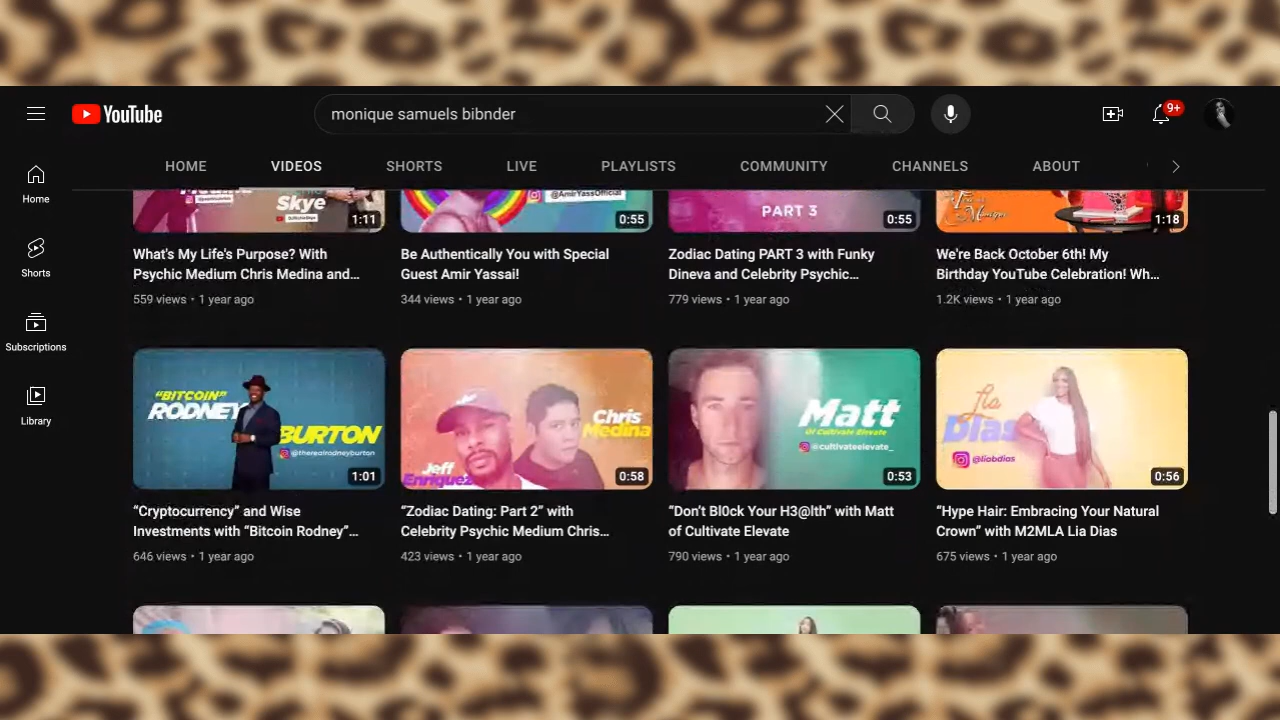 YouTube
monique samuels bibnder
9+
HOME VIDEOS SHORTS LIVE PLAYLISTS COMMUNITY CHANNELS ABOUT
Home
Shorts
Subscriptions
Library
Skye
1:11
What's My Life's Purpose? With
Psychic Medium Chris Medina and...
559 views • 1 year ago
@AmirYassOfficial
0:55
Be Authentically You with Special
Guest Amir Yassai!
344 views • 1 year ago
PART 3
0:55
Zodiac Dating PART 3 with Funky
Dineva and Celebrity Psychic...
779 views • 1 year ago
Monique
1:18
We're Back October 6th! My
Birthday YouTube Celebration! Wh...
1.2K views • 1 year ago
"BITCOIN"
RODNEY
BURTON
@therealrodneyburton
1:01
“Cryptocurrency” and Wise
Investments with “Bitcoin Rodney”...
646 views • 1 year ago
Chris
Medina
Jeff
Enriquez
0:58
“Zodiac Dating: Part 2” with
Celebrity Psychic Medium Chris...
423 views • 1 year ago
Matt
Of Cultivate Elevate
@cultivateelevate_
0:53
“Don’t Bl0ck Your H3@lth” with Matt
of Cultivate Elevate
790 views • 1 year ago
lia
Dias
@liabdias
0:56
“Hype Hair: Embracing Your Natural
Crown” with M2MLA Lia Dias
675 views • 1 year ago